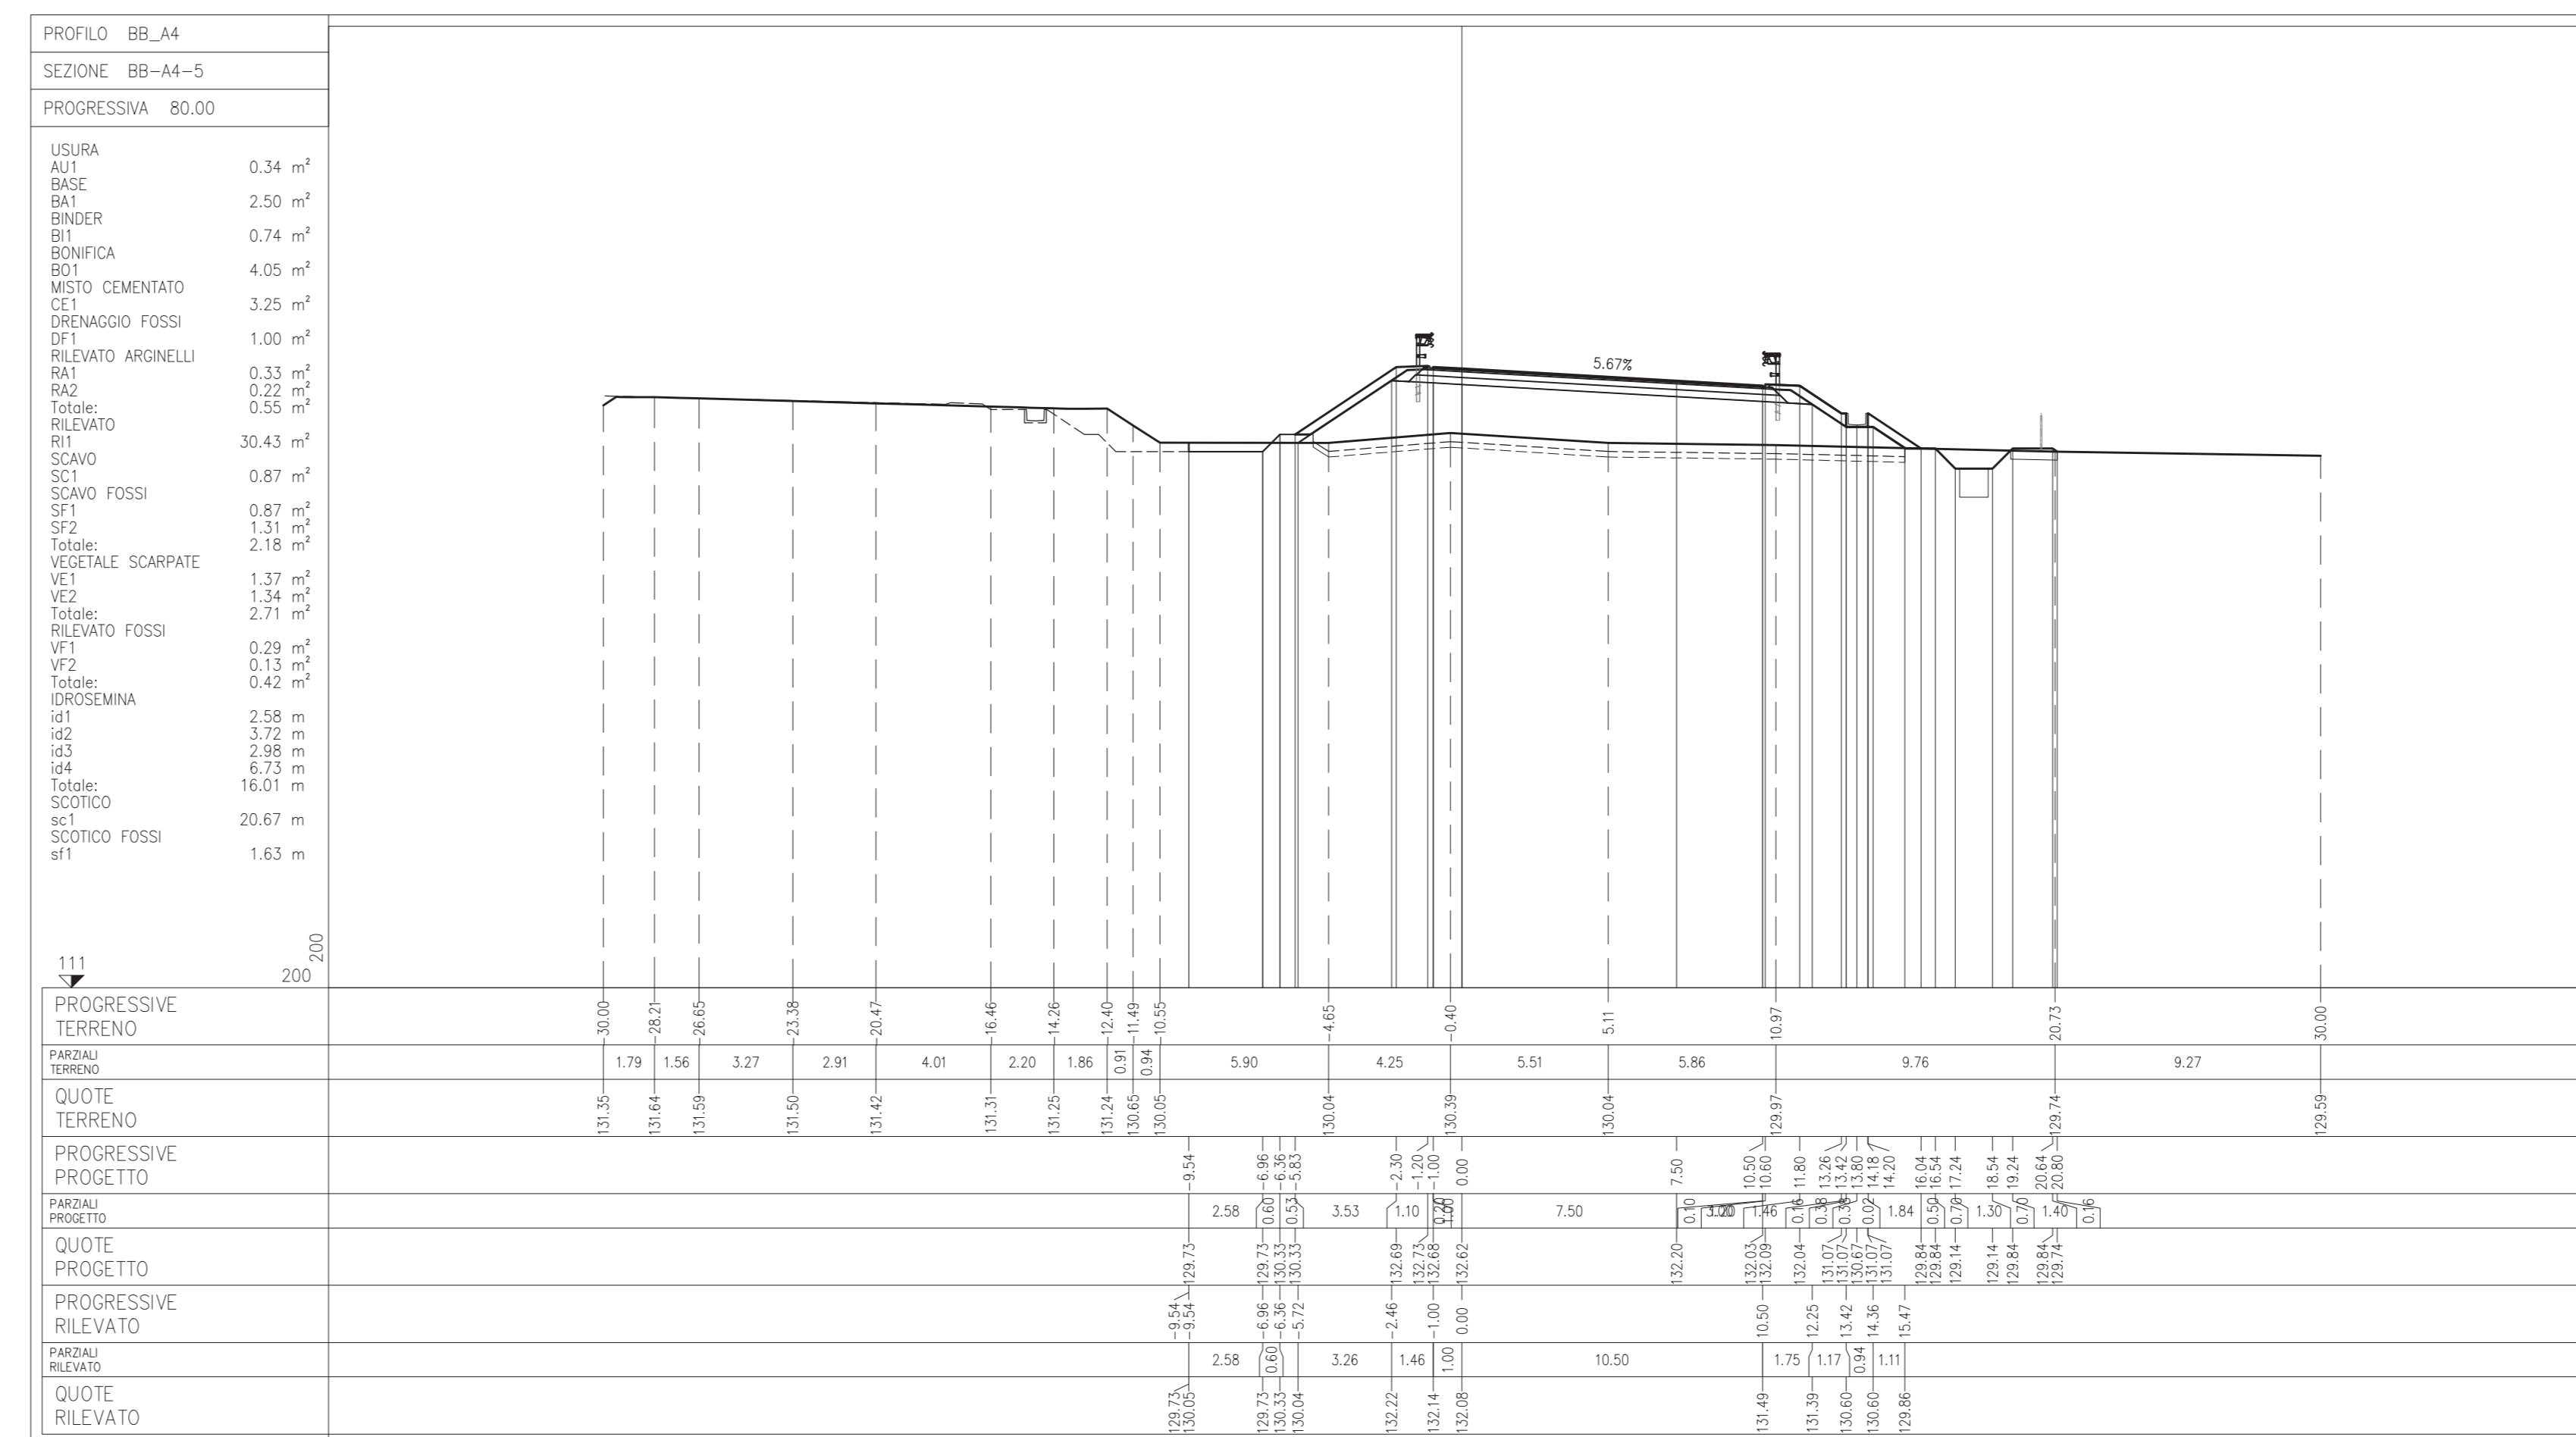 PROFILO BB_A4
SEZIONE BB-A4-5
PROGRESSIVA 80.00
USURA
AU1 0.34 m²
BASE
BA1 2.50 m²
BINDER
BI1 0.74 m²
BONIFICA
BO1 4.05 m²
MISTO CEMENTATO
CE1 3.25 m²
DRENAGGIO FOSSI
DF1 1.00 m²
RILEVATO ARGINELLI
RA1 0.33 m²
RA2 0.22 m²
Totale: 0.55 m²
RILEVATO
RI1 30.43 m²
SCAVO
SC1 0.87 m²
SCAVO FOSSI
SF1 0.87 m²
SF2 1.31 m²
Totale: 2.18 m²
VEGETALE SCARPATE
VE1 1.37 m²
VE2 1.34 m²
Totale: 2.71 m²
RILEVATO FOSSI
VF1 0.29 m²
VF2 0.13 m²
Totale: 0.42 m²
IDROSEMINA
id1 2.58 m
id2 3.72 m
id3 2.98 m
id4 6.73 m
Totale: 16.01 m
SCOTICO
sc1 20.67 m
SCOTICO FOSSI
sf1 1.63 m
5.67%
111
200
200
PROGRESSIVE TERRENO
-30.00 -28.21 -26.65 -23.38 -20.47 -16.46 -14.26 -12.40 -11.49 -10.55 -4.65 -0.40 5.11 10.97 20.73 30.00
PARZIALI TERRENO
1.79 1.56 3.27 2.91 4.01 2.20 1.86 0.91 0.94 5.90 4.25 5.51 5.86 9.76 9.27
QUOTE TERRENO
131.35 131.64 131.59 131.50 131.42 131.31 131.25 131.24 130.65 130.05 130.04 130.39 130.04 129.97 129.74 129.59
PROGRESSIVE PROGETTO
-9.54 -6.96 -6.36 -5.83 -2.30 -1.20 -1.00 0.00 7.50 10.50 10.60 11.80 13.26 13.42 13.80 14.18 14.20 16.04 16.54 17.24 18.54 19.24 20.64 20.80
PARZIALI PROGETTO
2.58 0.60 0.53 3.53 1.10 0.20 1.00 7.50 0.10 1.46 0.16 0.38 0.38 0.02 1.84 0.50 0.70 1.30 0.70 1.40 0.16
QUOTE PROGETTO
129.73 129.73 130.33 130.33 132.69 132.73 132.68 132.62 132.20 132.03 132.09 132.04 131.07 131.07 130.67 131.07 131.07 129.84 129.84 129.14 129.14 129.84 129.84 129.74
PROGRESSIVE RILEVATO
-9.54 -9.54 -6.96 -6.36 -5.72 -2.46 -1.00 0.00 10.50 12.25 13.42 14.36 15.47
PARZIALI RILEVATO
2.58 0.60 3.26 1.46 1.00 10.50 1.75 1.17 0.94 1.11
QUOTE RILEVATO
129.73 130.05 129.73 130.33 130.04 132.22 132.14 132.08 131.49 131.39 130.60 130.60 129.86